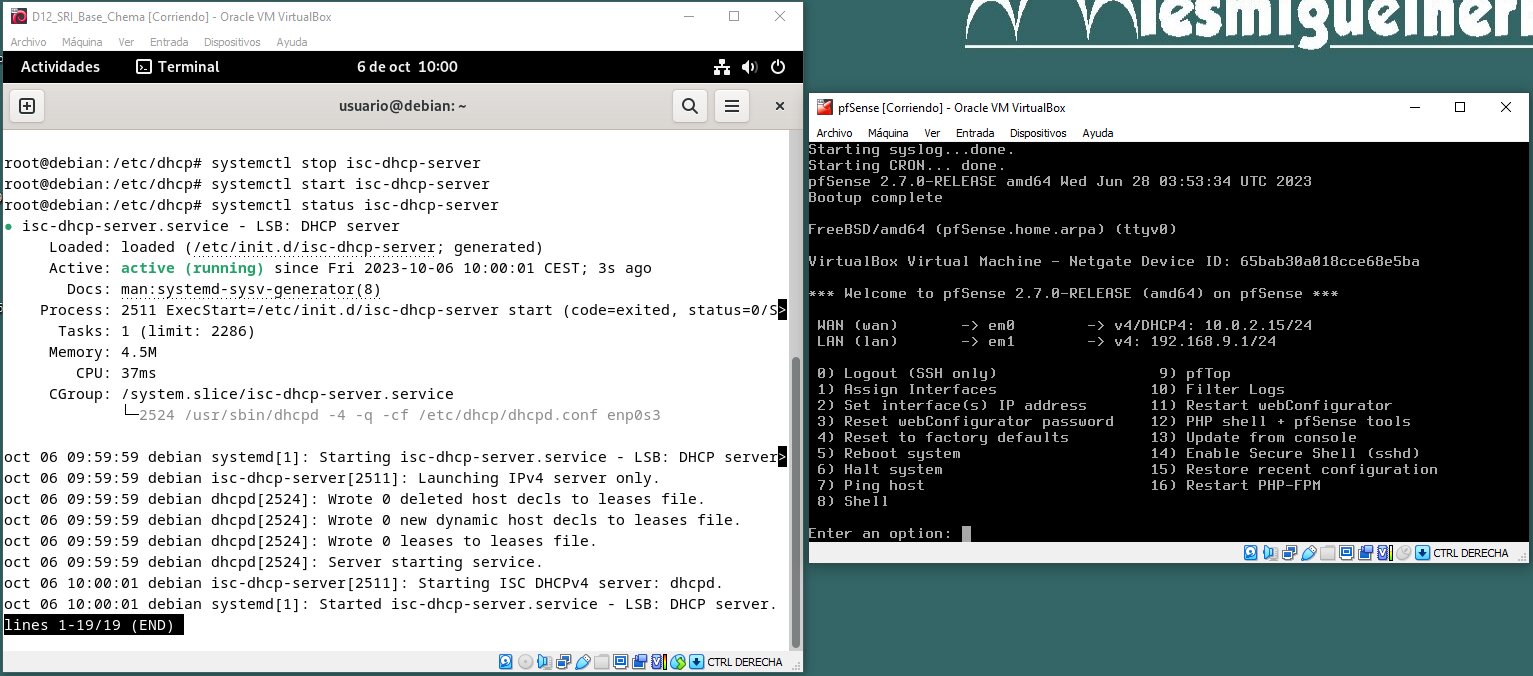 D12_SRI_Base_Chema [Corriendo] - Oracle VM VirtualBox
Archivo Máquina Ver Entrada Dispositivos Ayuda
Actividades Terminal 6 de oct 10:00
usuario@debian: ~
root@debian:/etc/dhcp# systemctl stop isc-dhcp-server
root@debian:/etc/dhcp# systemctl start isc-dhcp-server
root@debian:/etc/dhcp# systemctl status isc-dhcp-server
● isc-dhcp-server.service - LSB: DHCP server
Loaded: loaded (/etc/init.d/isc-dhcp-server; generated)
Active: active (running) since Fri 2023-10-06 10:00:01 CEST; 3s ago
Docs: man:systemd-sysv-generator(8)
Process: 2511 ExecStart=/etc/init.d/isc-dhcp-server start (code=exited, status=0/S>
Tasks: 1 (limit: 2286)
Memory: 4.5M
CPU: 37ms
CGroup: /system.slice/isc-dhcp-server.service
└─2524 /usr/sbin/dhcpd -4 -q -cf /etc/dhcp/dhcpd.conf enp0s3
oct 06 09:59:59 debian systemd[1]: Starting isc-dhcp-server.service - LSB: DHCP server>
oct 06 09:59:59 debian isc-dhcp-server[2511]: Launching IPv4 server only.
oct 06 09:59:59 debian dhcpd[2524]: Wrote 0 deleted host decls to leases file.
oct 06 09:59:59 debian dhcpd[2524]: Wrote 0 new dynamic host decls to leases file.
oct 06 09:59:59 debian dhcpd[2524]: Wrote 0 leases to leases file.
oct 06 09:59:59 debian dhcpd[2524]: Server starting service.
oct 06 10:00:01 debian isc-dhcp-server[2511]: Starting ISC DHCPv4 server: dhcpd.
oct 06 10:00:01 debian systemd[1]: Started isc-dhcp-server.service - LSB: DHCP server.
lines 1-19/19 (END)
CTRL DERECHA
iesmiguelher
pfSense [Corriendo] - Oracle VM VirtualBox
Archivo Máquina Ver Entrada Dispositivos Ayuda
Starting syslog...done.
Starting CRON... done.
pfSense 2.7.0-RELEASE amd64 Wed Jun 28 03:53:34 UTC 2023
Bootup complete
FreeBSD/amd64 (pfSense.home.arpa) (ttyv0)
VirtualBox Virtual Machine - Netgate Device ID: 65bab30a018cce68e5ba
*** Welcome to pfSense 2.7.0-RELEASE (amd64) on pfSense ***
WAN (wan) -> em0 -> v4/DHCP4: 10.0.2.15/24
LAN (lan) -> em1 -> v4: 192.168.9.1/24
0) Logout (SSH only) 9) pfTop
1) Assign Interfaces 10) Filter Logs
2) Set interface(s) IP address 11) Restart webConfigurator
3) Reset webConfigurator password 12) PHP shell + pfSense tools
4) Reset to factory defaults 13) Update from console
5) Reboot system 14) Enable Secure Shell (sshd)
6) Halt system 15) Restore recent configuration
7) Ping host 16) Restart PHP-FPM
8) Shell
Enter an option:
CTRL DERECHA